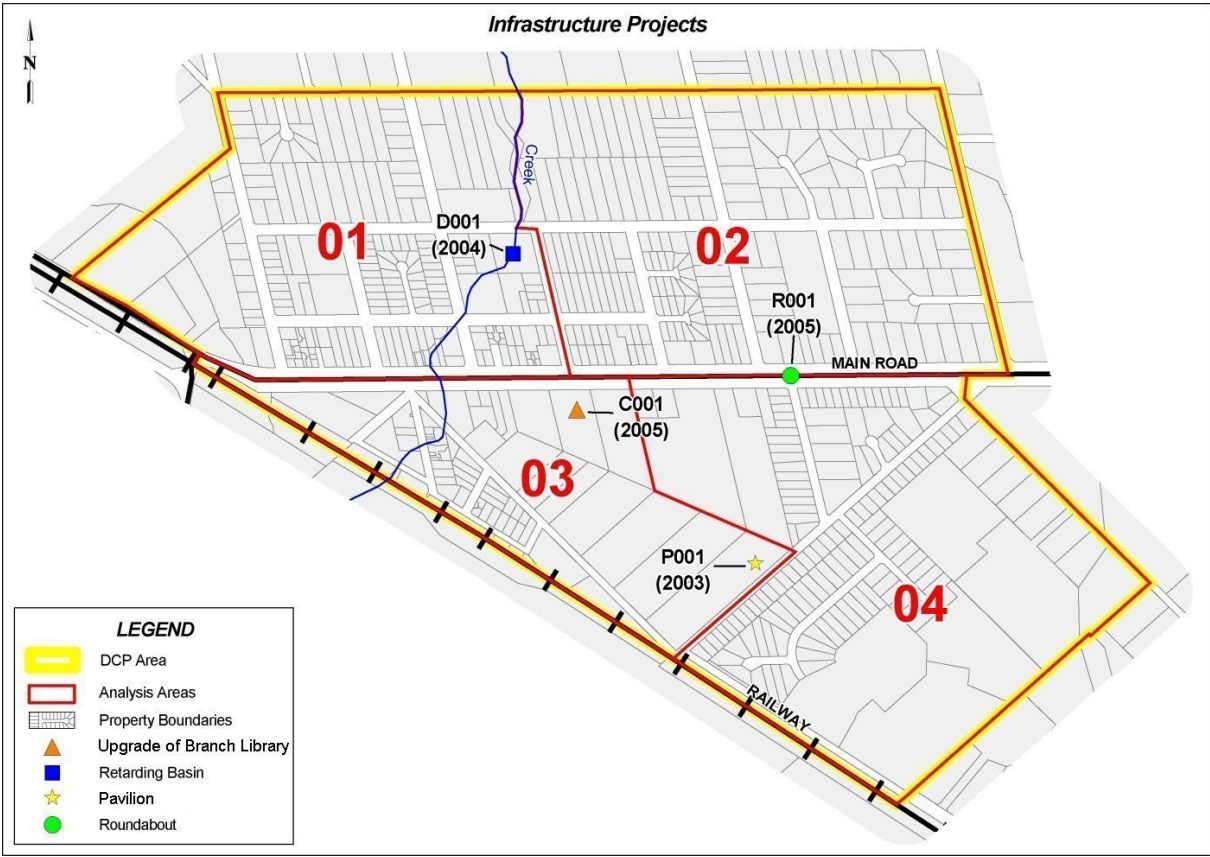 Infrastructure Projects
N
Creek
D001
(2004)
01
02
R001
(2005)
MAIN ROAD
C001
(2005)
03
P001
(2003)
04
RAILWAY
LEGEND
DCP Area
Analysis Areas
Property Boundaries
Upgrade of Branch Library
Retarding Basin
Pavilion
Roundabout